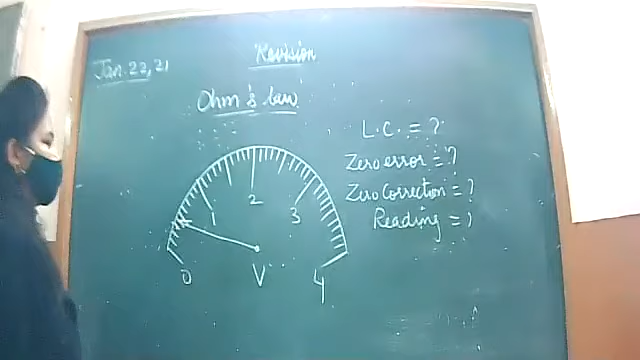 Revision
Jan. 22, 21
Ohm's law
L.C. = ?
Zero error = ?
Zero Correction = ?
Reading = ?
0
1
2
3
4
V